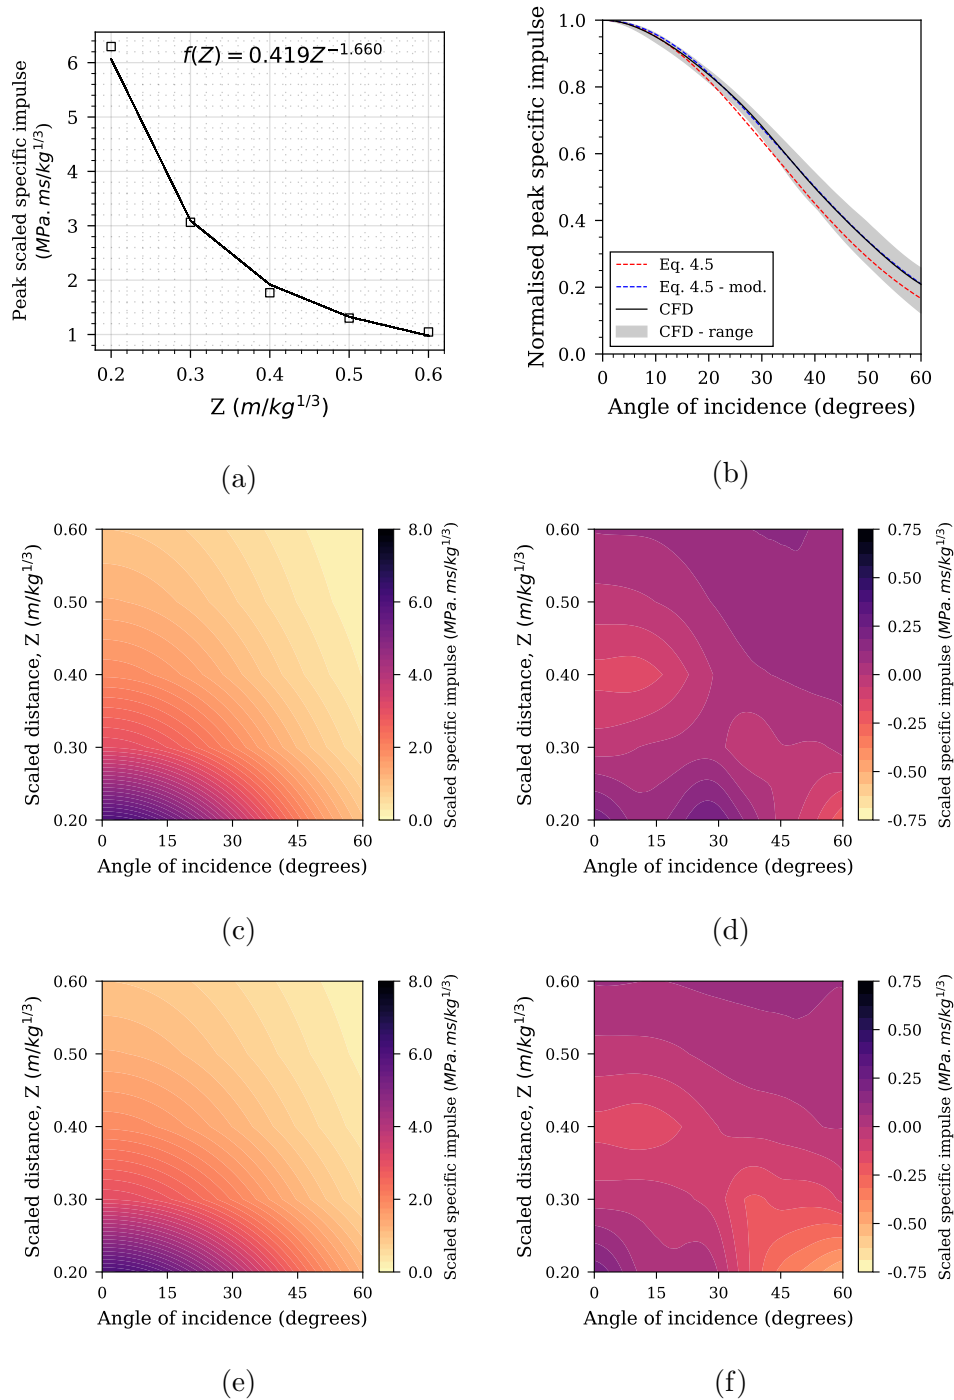 f(Z) = 0.419Z^{-1.660}
Peak scaled specific impulse
(MPa. ms/kg^{1/3})
6
5
4
3
2
1
0.2 0.3 0.4 0.5 0.6
Z (m/kg^{1/3})
(a)
Normalised peak specific impulse
1.0
0.8
0.6
0.4
0.2
0.0
Eq. 4.5
Eq. 4.5 - mod.
CFD
CFD - range
0 10 20 30 40 50 60
Angle of incidence (degrees)
(b)
Scaled distance, Z (m/kg^{1/3})
0.60
0.50
0.40
0.30
0.20
0 15 30 45 60
Angle of incidence (degrees)
8.0
6.0
4.0
2.0
0.0
Scaled specific impulse (MPa. ms/kg^{1/3})
(c)
Scaled distance, Z (m/kg^{1/3})
0.60
0.50
0.40
0.30
0.20
0 15 30 45 60
Angle of incidence (degrees)
0.75
0.50
0.25
0.00
-0.25
-0.50
-0.75
Scaled specific impulse (MPa. ms/kg^{1/3})
(d)
Scaled distance, Z (m/kg^{1/3})
0.60
0.50
0.40
0.30
0.20
0 15 30 45 60
Angle of incidence (degrees)
8.0
6.0
4.0
2.0
0.0
Scaled specific impulse (MPa. ms/kg^{1/3})
(e)
Scaled distance, Z (m/kg^{1/3})
0.60
0.50
0.40
0.30
0.20
0 15 30 45 60
Angle of incidence (degrees)
0.75
0.50
0.25
0.00
-0.25
-0.50
-0.75
Scaled specific impulse (MPa. ms/kg^{1/3})
(f)